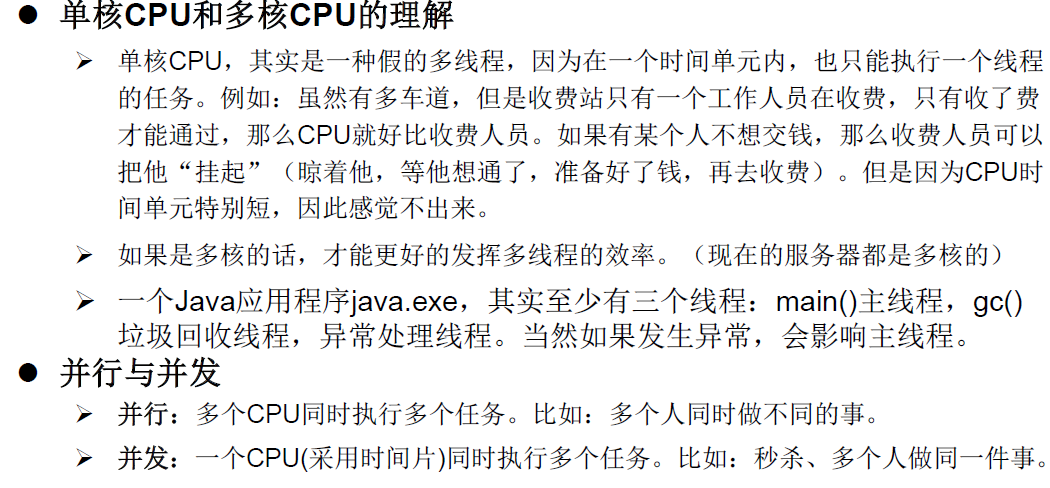 ● 单核CPU和多核CPU的理解
➢ 单核CPU，其实是一种假的多线程，因为在一个时间单元内，也只能执行一个线程
的任务。例如：虽然有多车道，但是收费站只有一个工作人员在收费，只有收了费
才能通过，那么CPU就好比收费人员。如果有某个人不想交钱，那么收费人员可以
把他“挂起”（晾着他，等他想通了，准备好了钱，再去收费）。但是因为CPU时
间单元特别短，因此感觉不出来。
➢ 如果是多核的话，才能更好的发挥多线程的效率。（现在的服务器都是多核的）
➢ 一个Java应用程序java.exe，其实至少有三个线程：main()主线程，gc()
垃圾回收线程，异常处理线程。当然如果发生异常，会影响主线程。
● 并行与并发
➢ 并行：多个CPU同时执行多个任务。比如：多个人同时做不同的事。
➢ 并发：一个CPU(采用时间片)同时执行多个任务。比如：秒杀、多个人做同一件事。